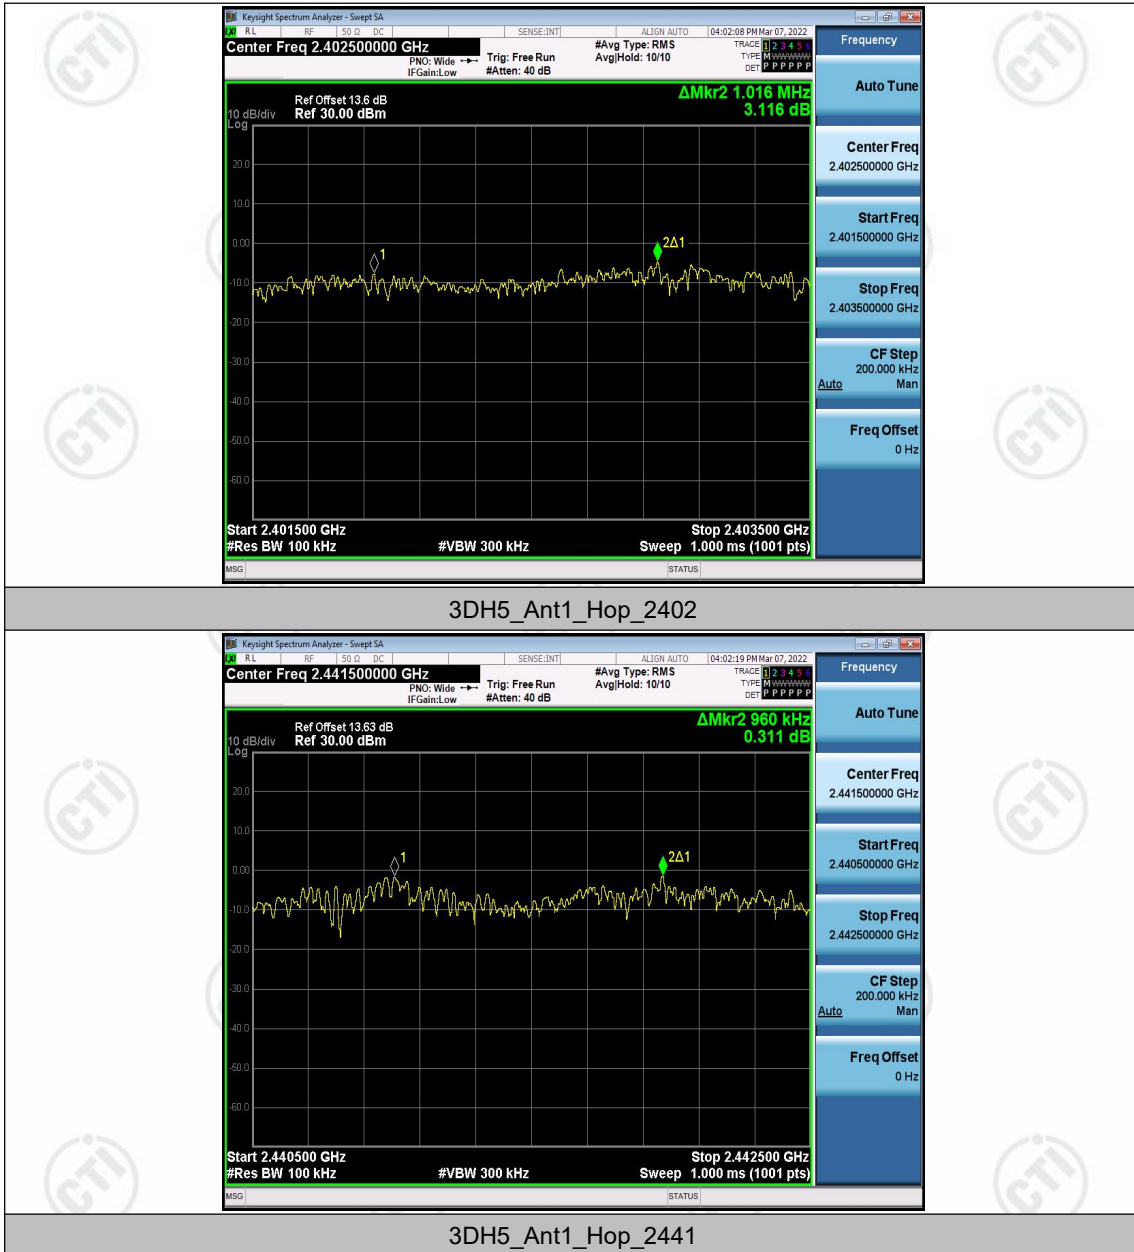 Keysight Spectrum Analyzer - Swept SA
LXI RL RF 50 Ω DC SENSE:INT ALIGN AUTO 04:02:08 PM Mar 07, 2022
Center Freq 2.402500000 GHz
PNO: Wide Trig: Free Run #Avg Type: RMS TRACE 1 2 3 4 5 6
IFGain:Low #Atten: 40 dB Avg|Hold: 10/10 TYPE M WWWWW
DET P P P P P P
Frequency
Auto Tune
Center Freq
2.402500000 GHz
Start Freq
2.401500000 GHz
Stop Freq
2.403500000 GHz
CF Step
200.000 kHz
Auto Man
Freq Offset
0 Hz
ΔMkr2 1.016 MHz
3.116 dB
Ref Offset 13.6 dB
10 dB/div Ref 30.00 dBm
Log
20.0
10.0
0.00
-10.0
-20.0
-30.0
-40.0
-50.0
-60.0
1
2Δ1
Start 2.401500 GHz Stop 2.403500 GHz
#Res BW 100 kHz #VBW 300 kHz Sweep 1.000 ms (1001 pts)
MSG STATUS
3DH5_Ant1_Hop_2402
Keysight Spectrum Analyzer - Swept SA
LXI RL RF 50 Ω DC SENSE:INT ALIGN AUTO 04:02:19 PM Mar 07, 2022
Center Freq 2.441500000 GHz
PNO: Wide Trig: Free Run #Avg Type: RMS TRACE 1 2 3 4 5 6
IFGain:Low #Atten: 40 dB Avg|Hold: 10/10 TYPE M WWWWW
DET P P P P P P
Frequency
Auto Tune
Center Freq
2.441500000 GHz
Start Freq
2.440500000 GHz
Stop Freq
2.442500000 GHz
CF Step
200.000 kHz
Auto Man
Freq Offset
0 Hz
ΔMkr2 960 kHz
0.311 dB
Ref Offset 13.63 dB
10 dB/div Ref 30.00 dBm
Log
20.0
10.0
0.00
-10.0
-20.0
-30.0
-40.0
-50.0
-60.0
1
2Δ1
Start 2.440500 GHz Stop 2.442500 GHz
#Res BW 100 kHz #VBW 300 kHz Sweep 1.000 ms (1001 pts)
MSG STATUS
3DH5_Ant1_Hop_2441
CTI
CTI
CTI
CTI
CTI
CTI
CTI
CTI